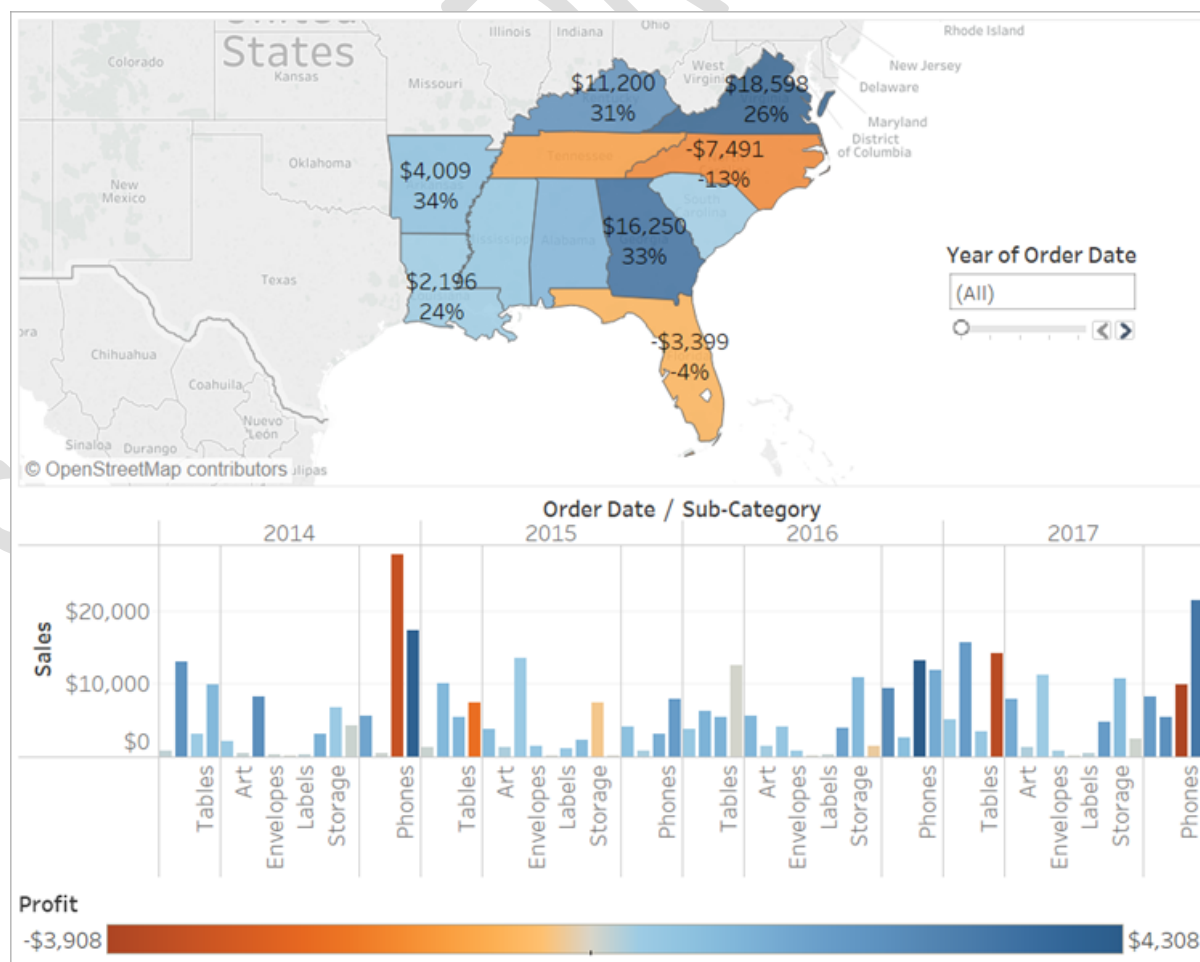 United
States
Colorado
Kansas
Missouri
Illinois
Indiana
Ohio
West
Virginia
Rhode Island
New Jersey
Delaware
Maryland
District
of Columbia
$11,200
31%
$18,598
26%
Tennessee
-$7,491
-13%
Oklahoma
New
Mexico
$4,009
34%
South
Carolina
$16,250
33%
Alabama
Texas
$2,196
24%
-$3,399
-4%
Chihuahua
Coahuila
Nuevo
León
Sinaloa
Durango
© OpenStreetMap contributors
Year of Order Date
(All)
Order Date / Sub-Category
2014 2015 2016 2017
Sales
$20,000
$10,000
$0
Tables Art Envelopes Labels Storage Phones Tables Art Envelopes Labels Storage Phones Tables Art Envelopes Labels Storage Phones Tables Art Envelopes Labels Storage Phones
Profit
-$3,908 $4,308